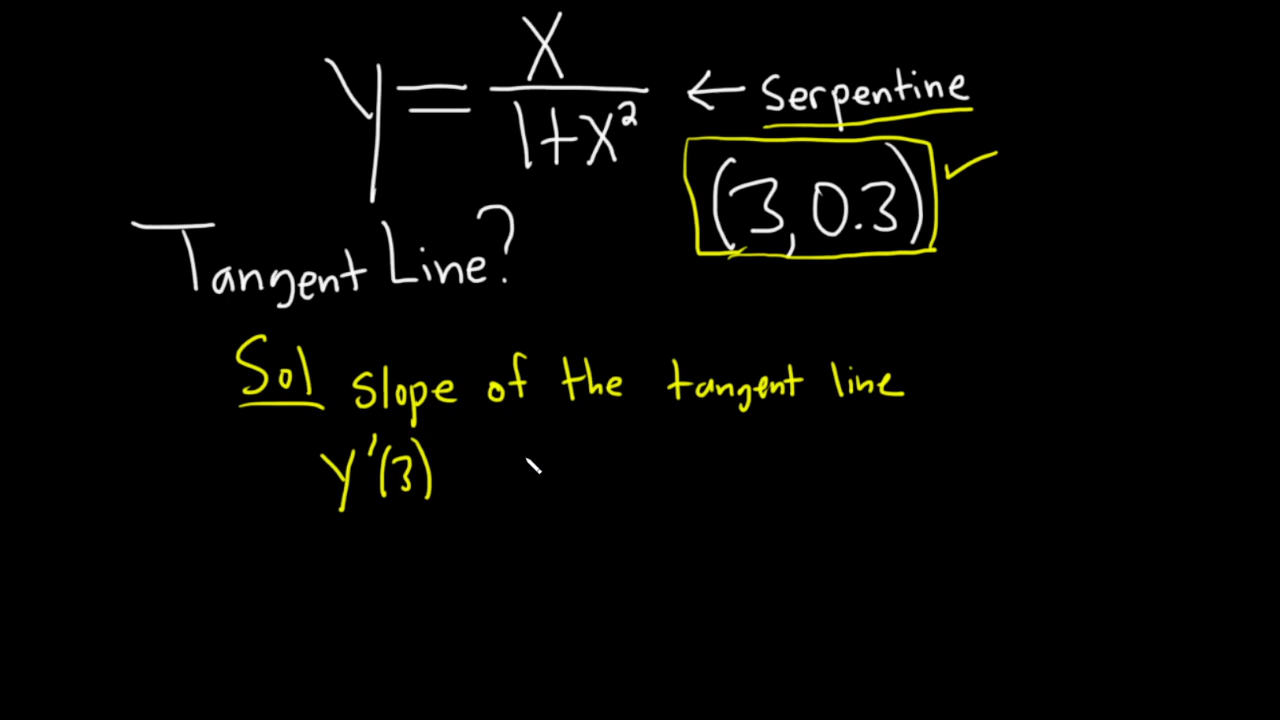 y = x/(1+x²) ← Serpentine
(3, 0.3) ✓
Tangent Line?
Sol slope of the tangent line
y'(3)